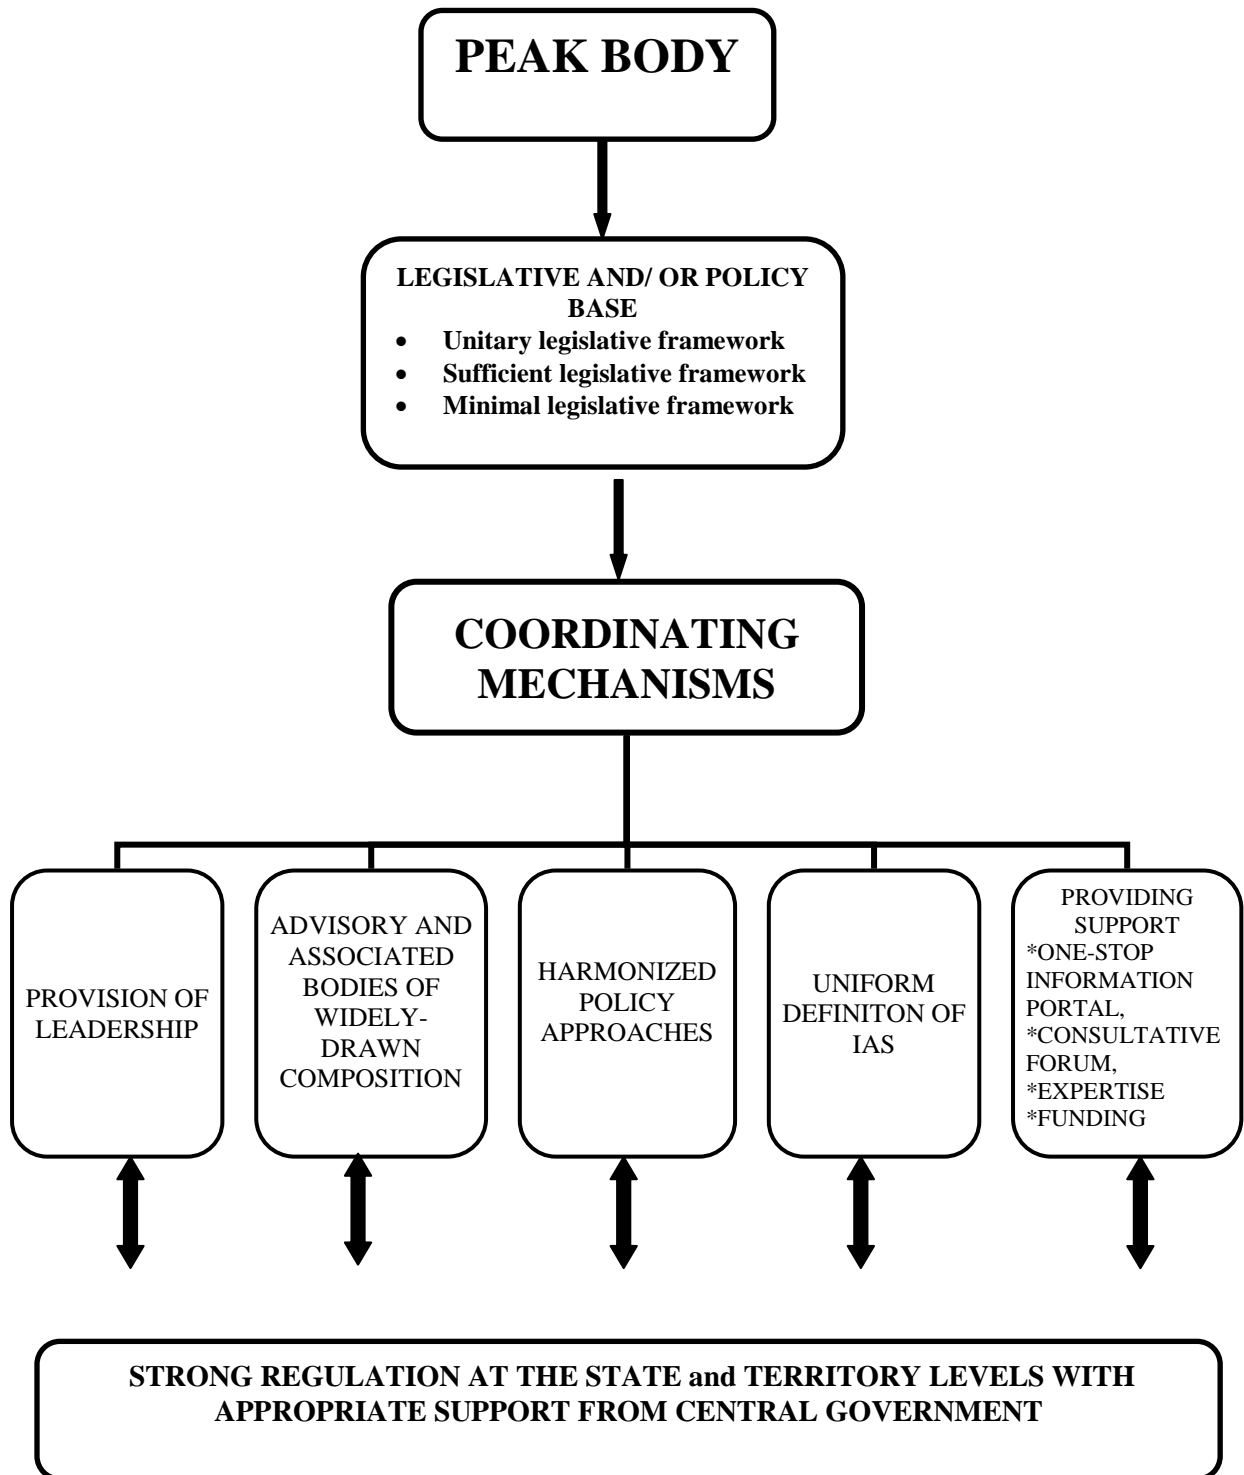 PEAK BODY
LEGISLATIVE AND/ OR POLICY
BASE
• Unitary legislative framework
• Sufficient legislative framework
• Minimal legislative framework
COORDINATING
MECHANISMS
PROVISION OF
LEADERSHIP
ADVISORY AND
ASSOCIATED
BODIES OF
WIDELY-
DRAWN
COMPOSITION
HARMONIZED
POLICY
APPROACHES
UNIFORM
DEFINITON OF
IAS
PROVIDING
SUPPORT
*ONE-STOP
INFORMATION
PORTAL,
*CONSULTATIVE
FORUM,
*EXPERTISE
*FUNDING
STRONG REGULATION AT THE STATE and TERRITORY LEVELS WITH
APPROPRIATE SUPPORT FROM CENTRAL GOVERNMENT